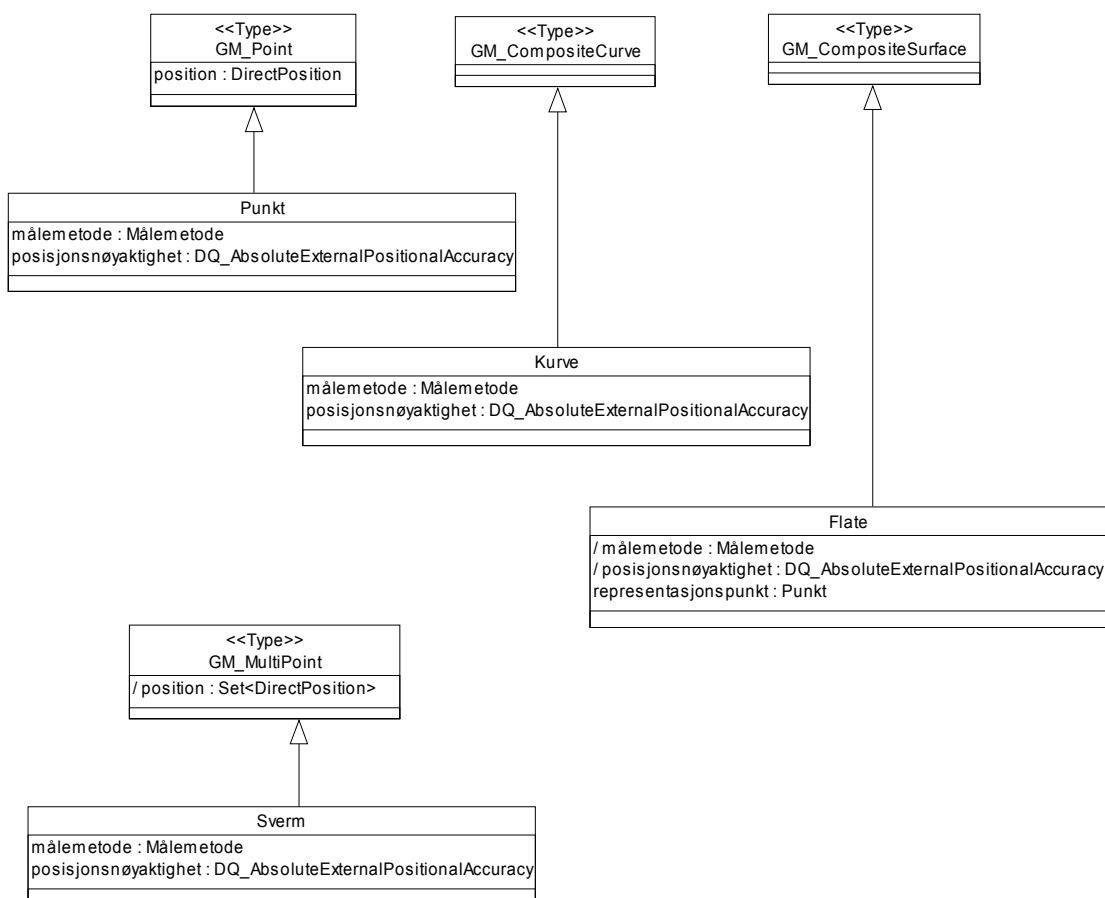 <<Type>>
GM_Point
position : DirectPosition
<<Type>>
GM_CompositeCurve
<<Type>>
GM_CompositeSurface
Punkt
målemetode : Målemetode
posisjonsnøyaktighet : DQ_AbsoluteExternalPositionalAccuracy
Kurve
målemetode : Målemetode
posisjonsnøyaktighet : DQ_AbsoluteExternalPositionalAccuracy
Flate
/ målemetode : Målemetode
/ posisjonsnøyaktighet : DQ_AbsoluteExternalPositionalAccuracy
representasjonspunkt : Punkt
<<Type>>
GM_MultiPoint
/ position : Set<DirectPosition>
Sverm
målemetode : Målemetode
posisjonsnøyaktighet : DQ_AbsoluteExternalPositionalAccuracy